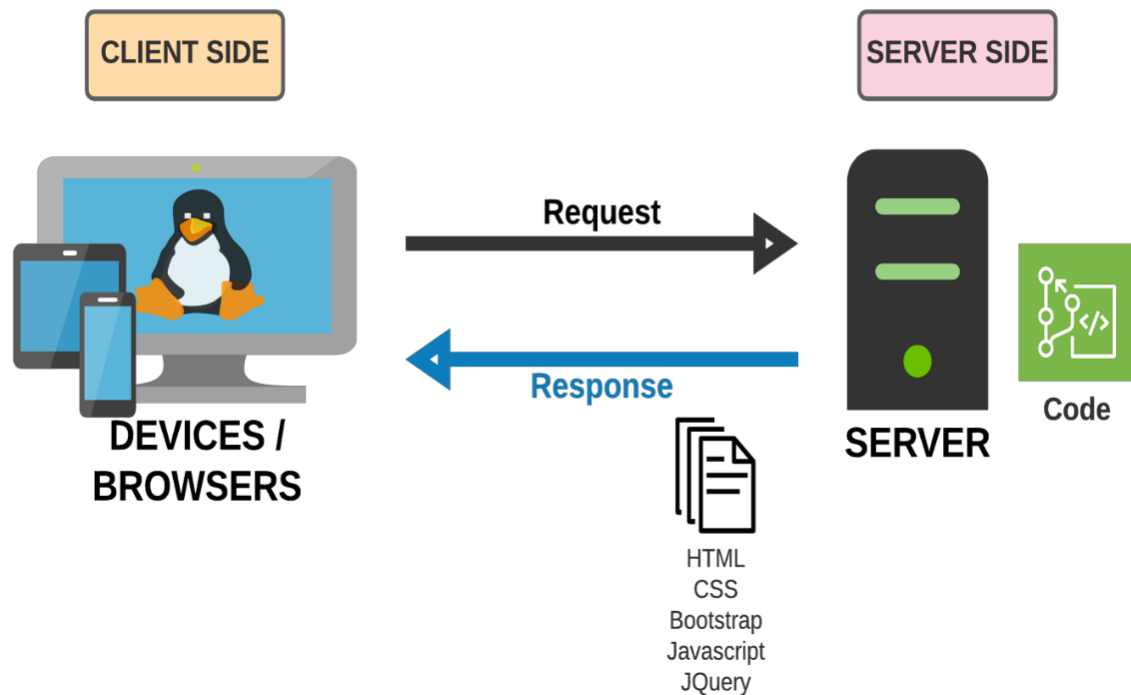 CLIENT SIDE
SERVER SIDE
Request
Response
DEVICES /
BROWSERS
SERVER
</>
Code
HTML
CSS
Bootstrap
Javascript
JQuery